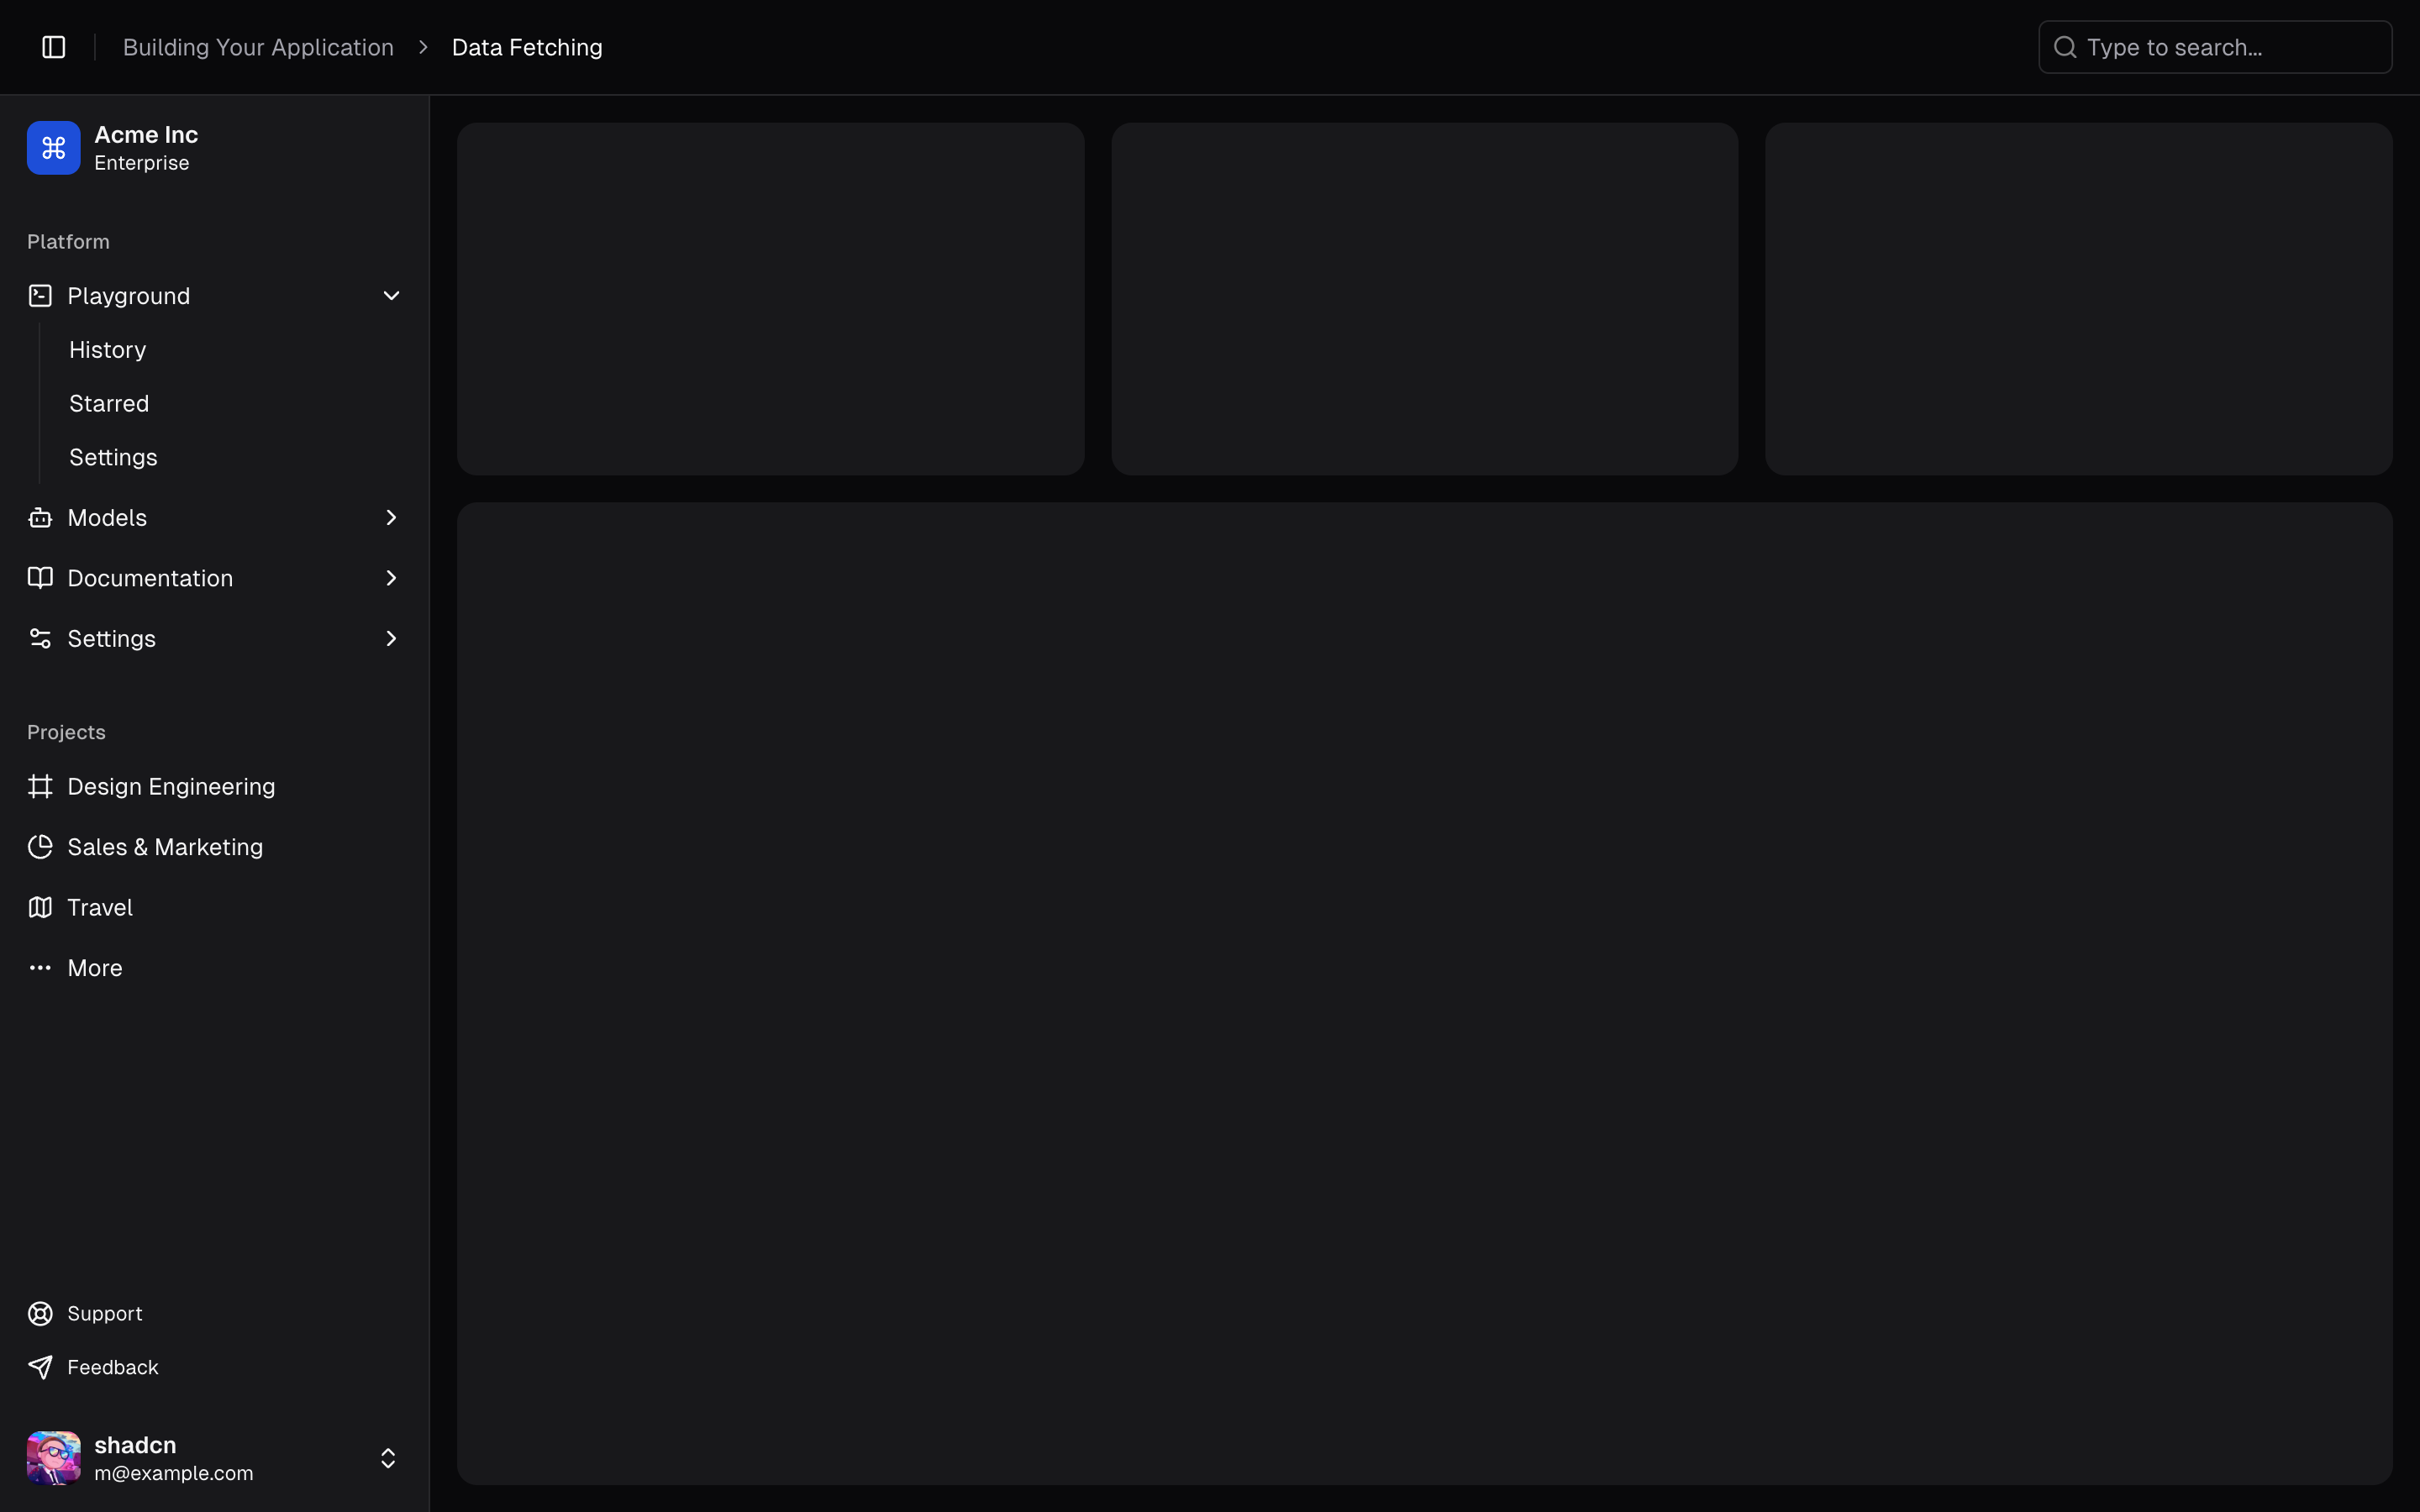 Building Your Application
Data Fetching
Type to search...
Acme Inc
Enterprise
Platform
Playground
History
Starred
Settings
Models
Documentation
Settings
Projects
Design Engineering
Sales & Marketing
Travel
More
Support
Feedback
shadcn
m@example.com